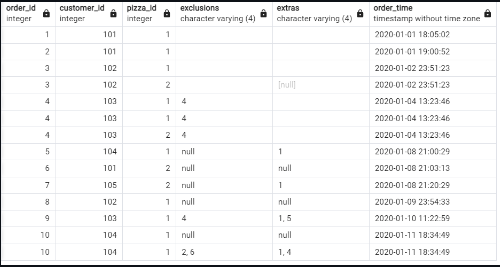 order_id customer_id pizza_id exclusions extras order_time
integer integer integer character varying (4) character varying (4) timestamp without time zone
1 101 1 2020-01-01 18:05:02
2 101 1 2020-01-01 19:00:52
3 102 1 2020-01-02 23:51:23
3 102 2 [null] 2020-01-02 23:51:23
4 103 1 4 2020-01-04 13:23:46
4 103 1 4 2020-01-04 13:23:46
4 103 2 4 2020-01-04 13:23:46
5 104 1 null 1 2020-01-08 21:00:29
6 101 2 null null 2020-01-08 21:03:13
7 105 2 null 1 2020-01-08 21:20:29
8 102 1 null null 2020-01-09 23:54:33
9 103 1 4 1, 5 2020-01-10 11:22:59
10 104 1 null null 2020-01-11 18:34:49
10 104 1 2, 6 1, 4 2020-01-11 18:34:49